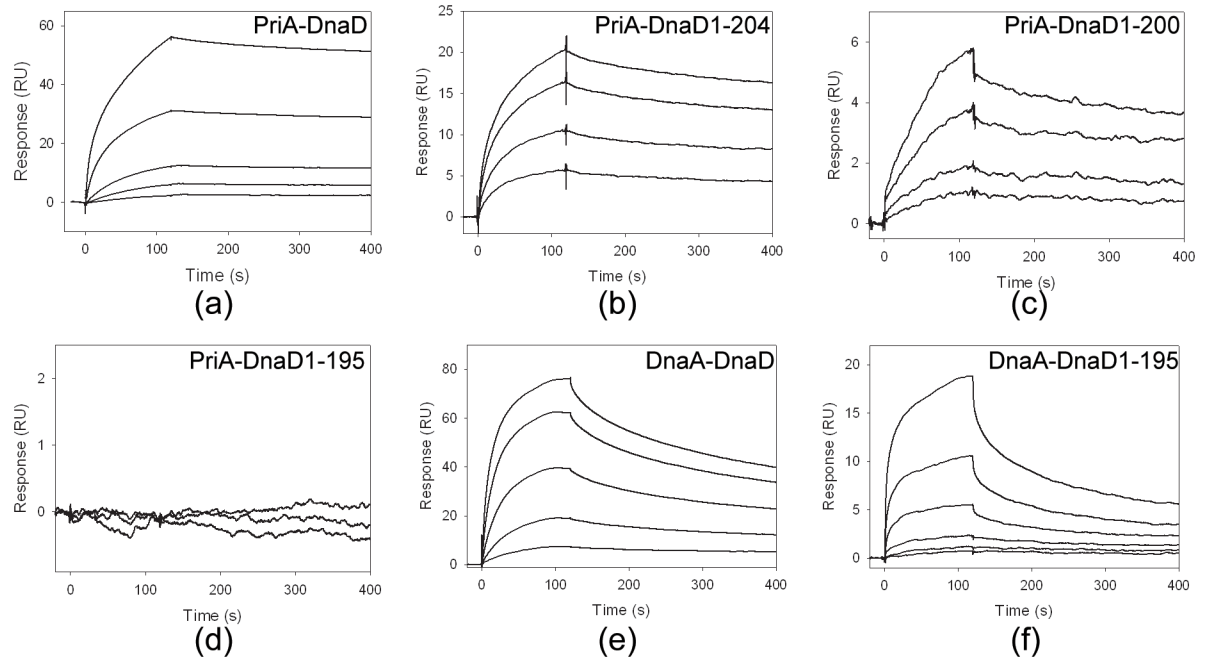 PriA-DnaD
60
40
20
0
Response (RU)
0 100 200 300 400
Time (s)
(a)
PriA-DnaD1-204
25
20
15
10
5
0
Response (RU)
0 100 200 300 400
Time (s)
(b)
PriA-DnaD1-200
6
4
2
0
Response (RU)
0 100 200 300 400
Time (s)
(c)
PriA-DnaD1-195
2
1
0
Response (RU)
0 100 200 300 400
Time (s)
(d)
DnaA-DnaD
80
60
40
20
0
Response (RU)
0 100 200 300 400
Time (s)
(e)
DnaA-DnaD1-195
20
15
10
5
0
Response (RU)
0 100 200 300 400
Time (s)
(f)